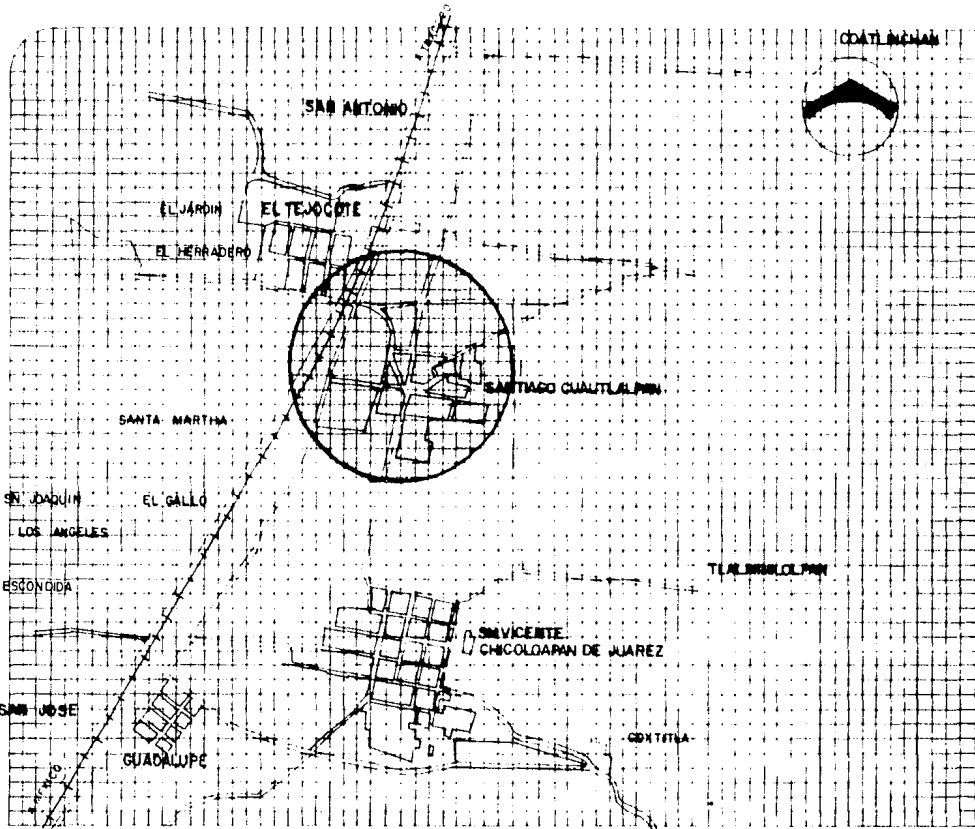 COATLINCHAN
SAN ANTONIO
EL JARDIN
EL TEJOCOTE
EL HERRADERO
SANTIAGO CUAUTLALPAN
SANTA MARTHA
SN JOAQUIN
EL GALLO
LOS ANGELES
ESCONDIDA
SN. VICENTE
CHICOLOAPAN DE JUAREZ
SAN JOSE
COXTITLA
GUADALUPE
A MEXICO